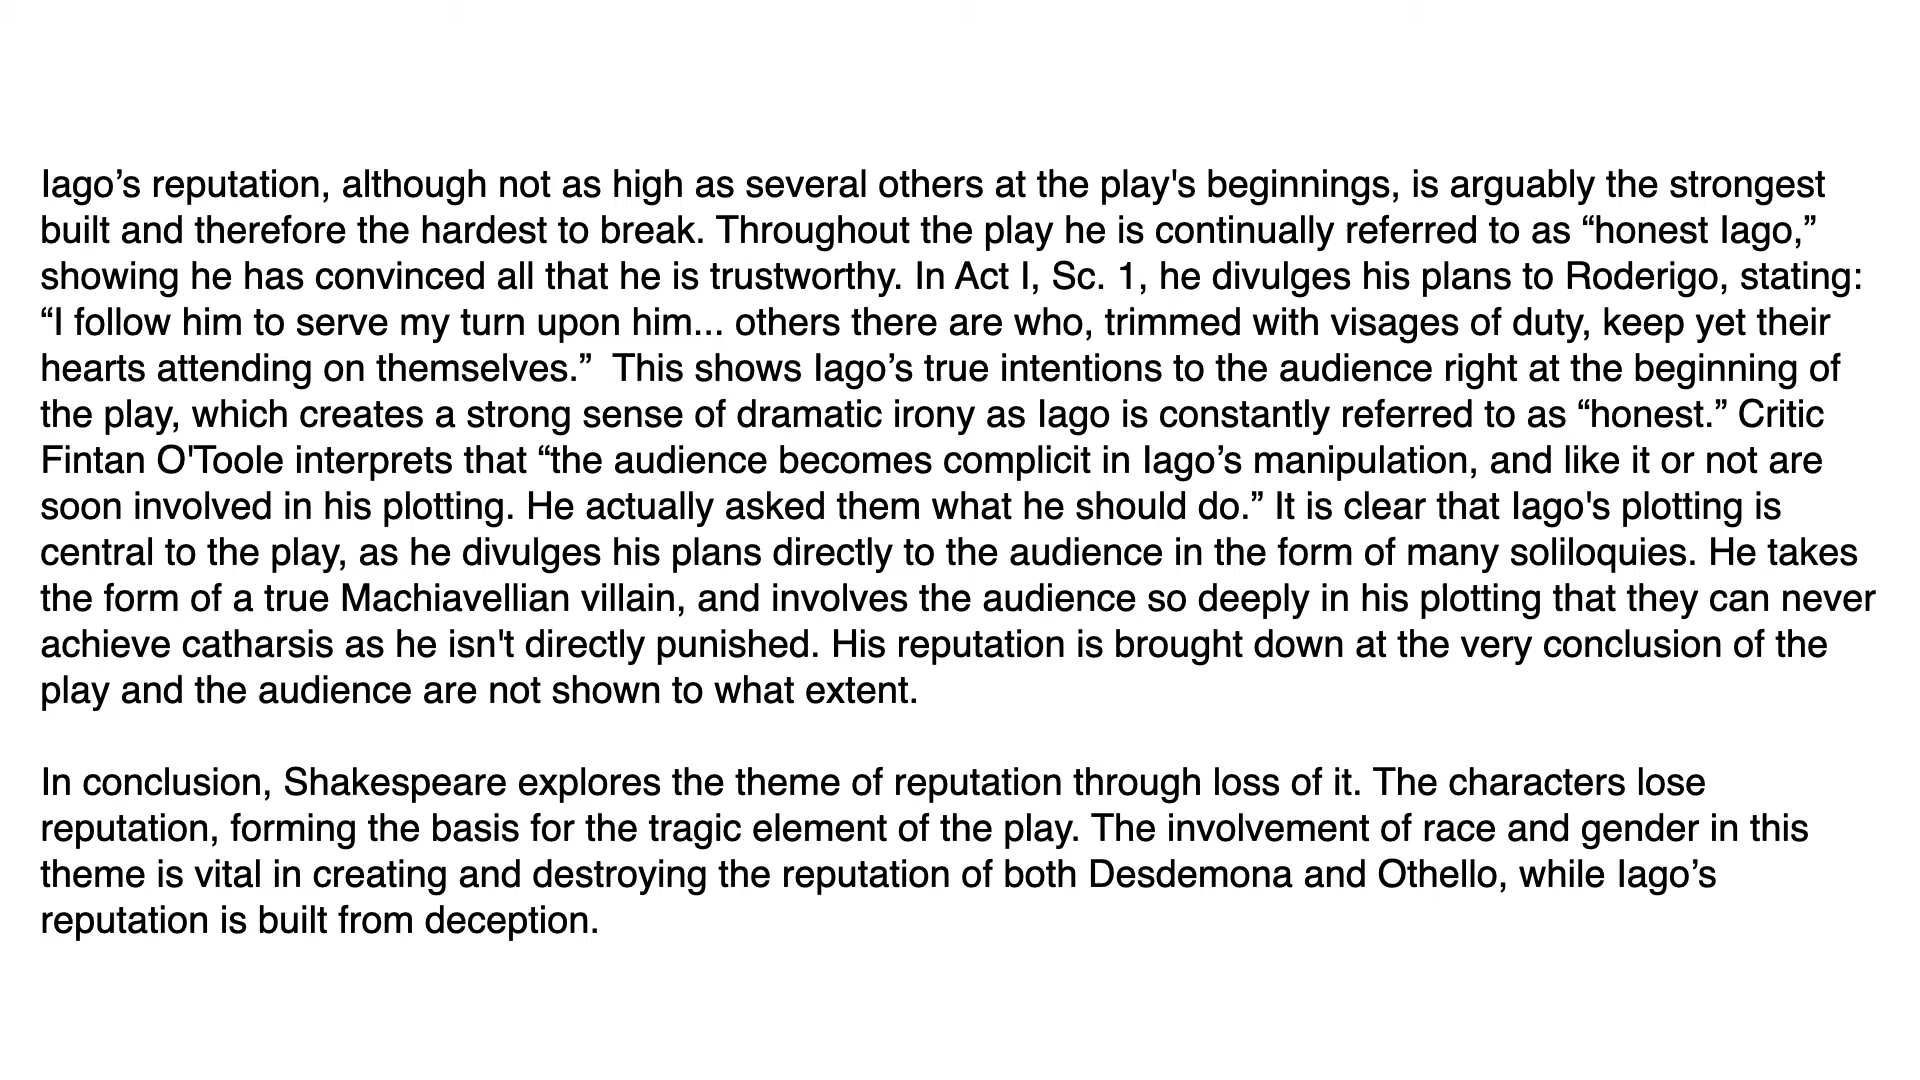 Iago’s reputation, although not as high as several others at the play's beginnings, is arguably the strongest
built and therefore the hardest to break. Throughout the play he is continually referred to as “honest Iago,”
showing he has convinced all that he is trustworthy. In Act I, Sc. 1, he divulges his plans to Roderigo, stating:
“I follow him to serve my turn upon him... others there are who, trimmed with visages of duty, keep yet their
hearts attending on themselves.”  This shows Iago’s true intentions to the audience right at the beginning of
the play, which creates a strong sense of dramatic irony as Iago is constantly referred to as “honest.” Critic
Fintan O'Toole interprets that “the audience becomes complicit in Iago’s manipulation, and like it or not are
soon involved in his plotting. He actually asked them what he should do.” It is clear that Iago's plotting is
central to the play, as he divulges his plans directly to the audience in the form of many soliloquies. He takes
the form of a true Machiavellian villain, and involves the audience so deeply in his plotting that they can never
achieve catharsis as he isn't directly punished. His reputation is brought down at the very conclusion of the
play and the audience are not shown to what extent.
In conclusion, Shakespeare explores the theme of reputation through loss of it. The characters lose
reputation, forming the basis for the tragic element of the play. The involvement of race and gender in this
theme is vital in creating and destroying the reputation of both Desdemona and Othello, while Iago’s
reputation is built from deception.